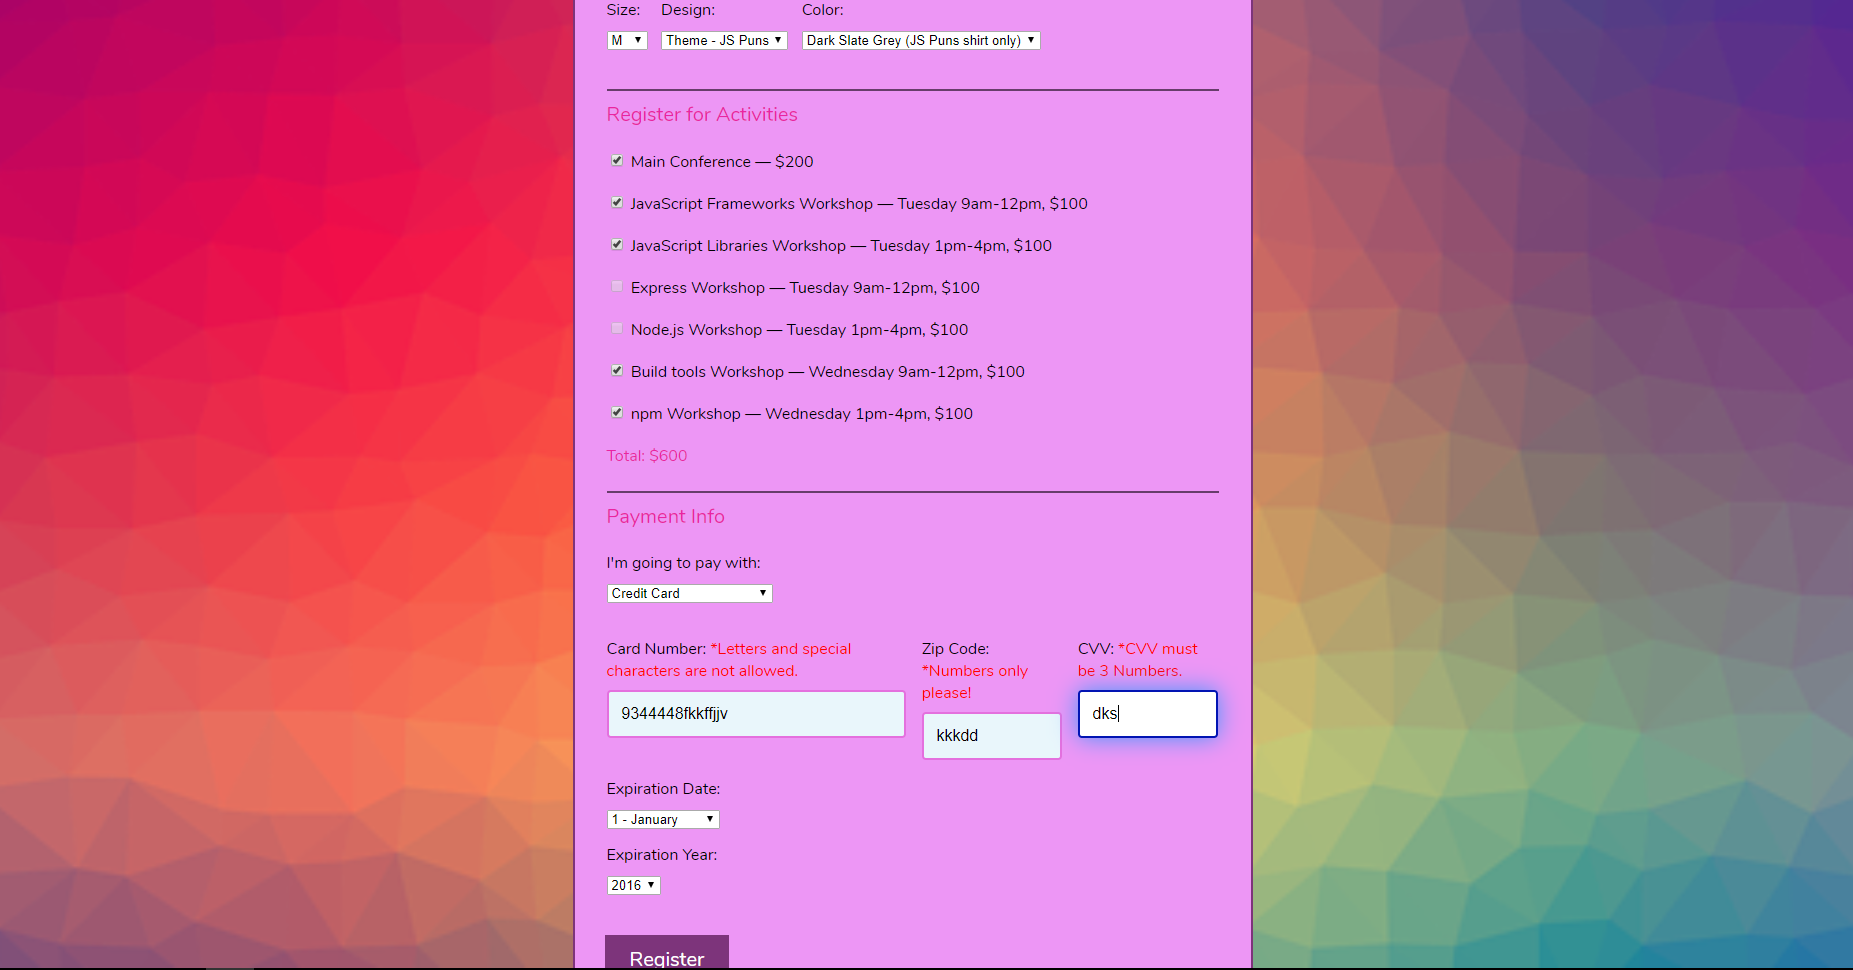 Size: Design: Color:
M Theme - JS Puns Dark Slate Grey (JS Puns shirt only)
Register for Activities
Main Conference — $200
JavaScript Frameworks Workshop — Tuesday 9am-12pm, $100
JavaScript Libraries Workshop — Tuesday 1pm-4pm, $100
Express Workshop — Tuesday 9am-12pm, $100
Node.js Workshop — Tuesday 1pm-4pm, $100
Build tools Workshop — Wednesday 9am-12pm, $100
npm Workshop — Wednesday 1pm-4pm, $100
Total: $600
Payment Info
I'm going to pay with:
Credit Card
Card Number: *Letters and special
characters are not allowed.
9344448fkkffjjv
Zip Code:
*Numbers only
please!
kkkdd
CVV: *CVV must
be 3 Numbers.
dks
Expiration Date:
1 - January
Expiration Year:
2016
Register